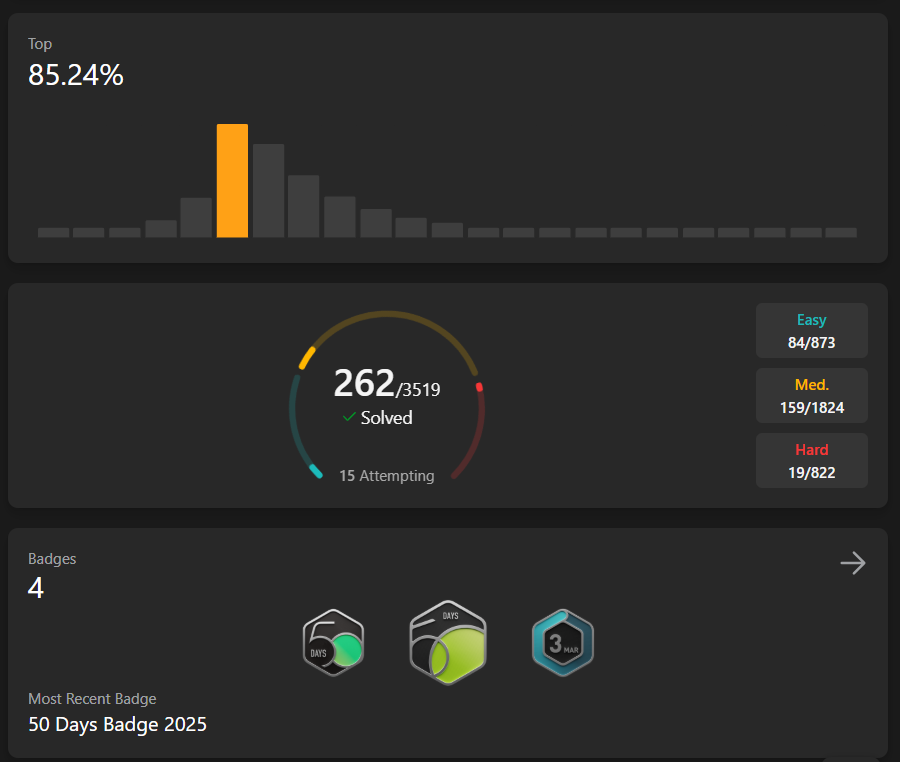 Top
85.24%
262/3519
Solved
15 Attempting
Easy
84/873
Med.
159/1824
Hard
19/822
Badges
4
50 DAYS
DAYS
3 MAR
Most Recent Badge
50 Days Badge 2025